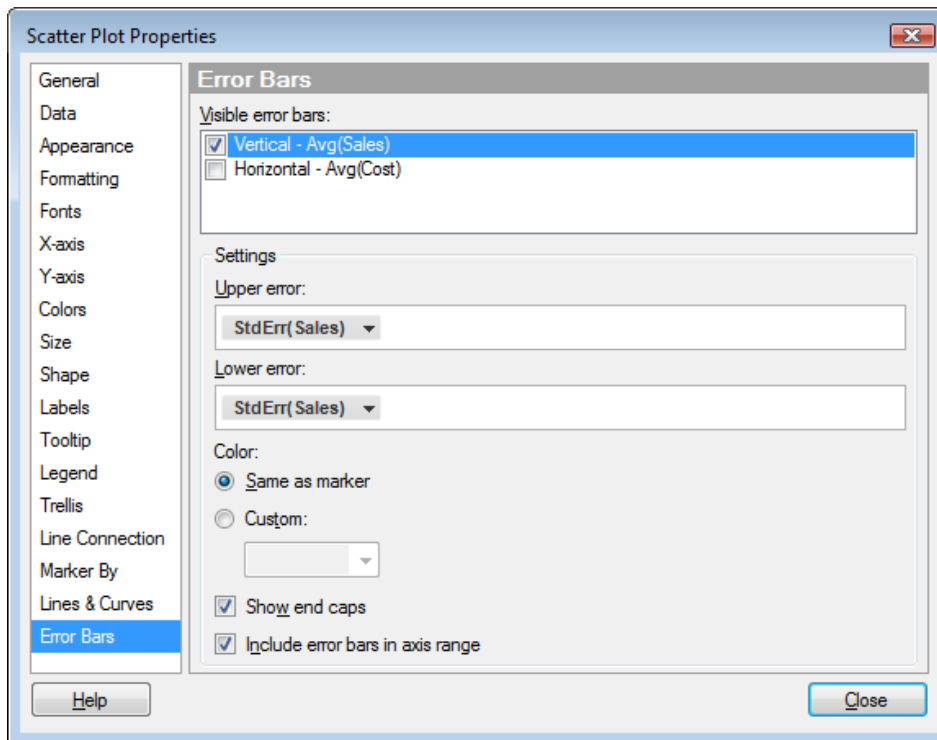 Scatter Plot Properties
General
Data
Appearance
Formatting
Fonts
X-axis
Y-axis
Colors
Size
Shape
Labels
Tooltip
Legend
Trellis
Line Connection
Marker By
Lines & Curves
Error Bars
Error Bars
Visible error bars:
Vertical - Avg(Sales)
Horizontal - Avg(Cost)
Settings
Upper error:
StdErr(Sales)
Lower error:
StdErr(Sales)
Color:
Same as marker
Custom:
Show end caps
Include error bars in axis range
Help
Close